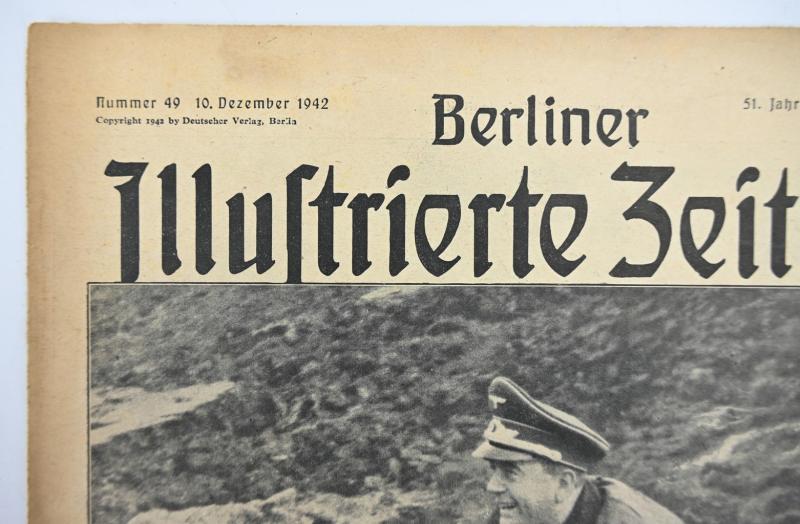 Nummer 49 10. Dezember 1942
Copyright 1942 by Deutscher Verlag, Berlin
51. Jahr
Berliner
Illustrierte Zeit